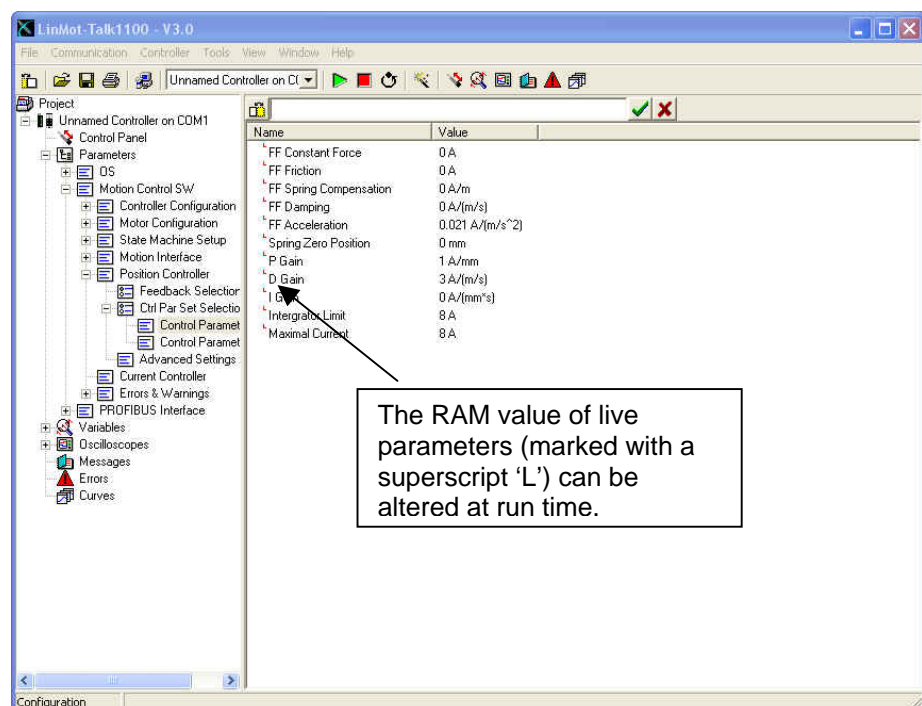 LinMot-Talk1100 - V3.0
File Communication Controller Tools View Window Help
Unnamed Controller on C
Project
Unnamed Controller on COM1
Control Panel
Parameters
OS
Motion Control SW
Controller Configuration
Motor Configuration
State Machine Setup
Motion Interface
Position Controller
Feedback Selection
Ctrl Par Set Selectio
Control Paramet
Control Paramet
Advanced Settings
Current Controller
Errors & Warnings
PROFIBUS Interface
Variables
Oscilloscopes
Messages
Errors
Curves
Name Value
L FF Constant Force 0 A
L FF Friction 0 A
L FF Spring Compensation 0 A/m
L FF Damping 0 A/(m/s)
L FF Acceleration 0.021 A/(m/s^2)
L Spring Zero Position 0 mm
L P Gain 1 A/mm
L D Gain 3 A/(m/s)
L I G 0 A/(mm*s)
L Intergrator Limit 8 A
L Maximal Current 8 A
The RAM value of live
parameters (marked with a
superscript ‘L’) can be
altered at run time.
Configuration